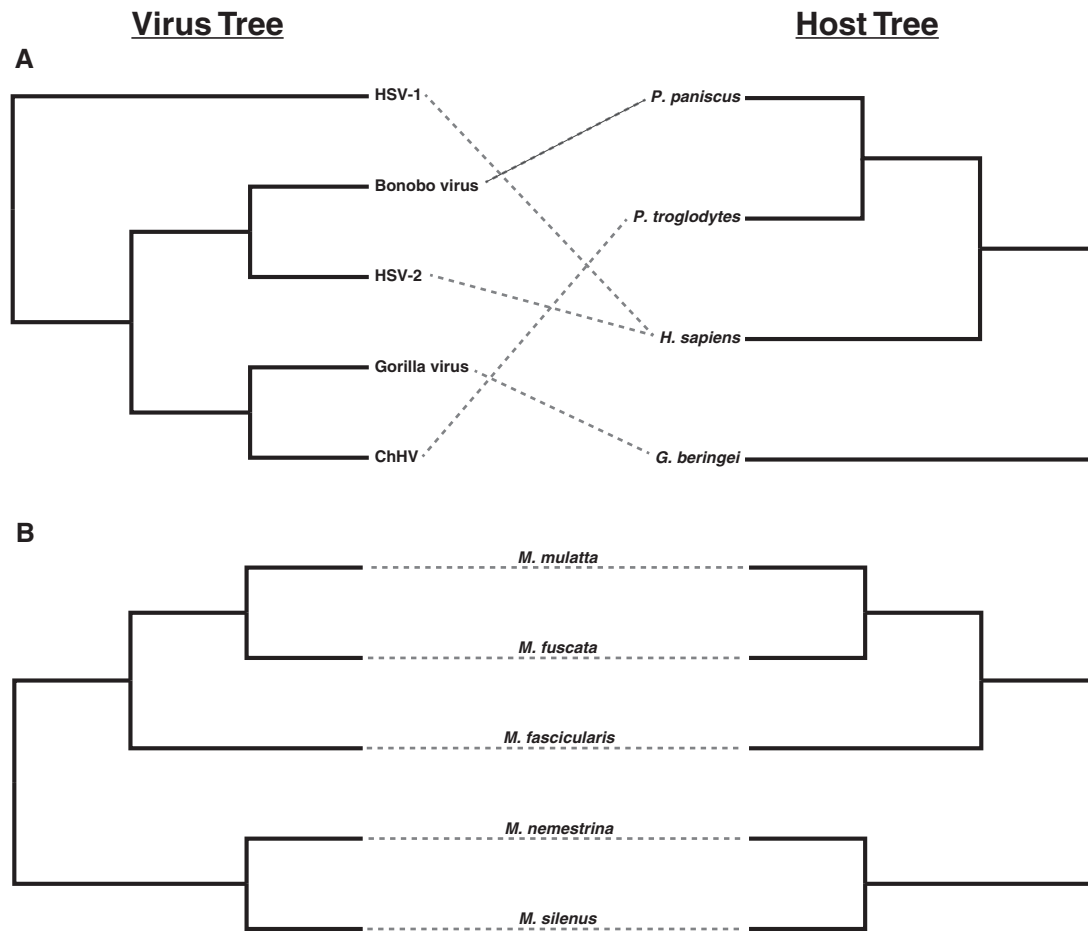 Virus Tree
Host Tree
A
HSV-1
P. paniscus
Bonobo virus
P. troglodytes
HSV-2
H. sapiens
Gorilla virus
ChHV
G. beringei
B
M. mulatta
M. fuscata
M. fascicularis
M. nemestrina
M. silenus